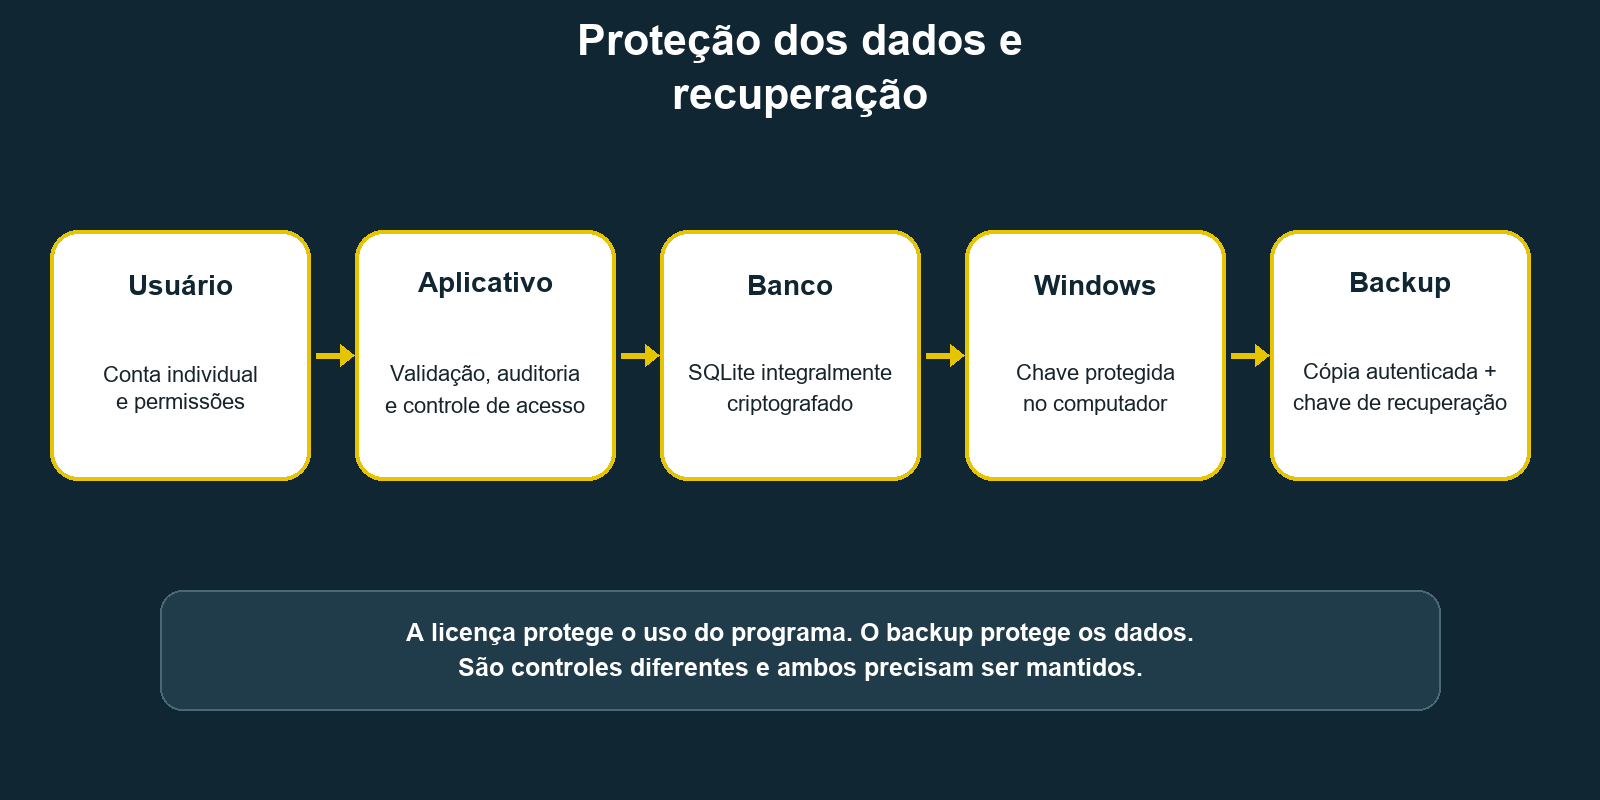 Proteção dos dados e
recuperação
Usuário
Conta individual
e permissões
Aplicativo
Validação, auditoria
e controle de acesso
Banco
SQLite integralmente
criptografado
Windows
Chave protegida
no computador
Backup
Cópia autenticada +
chave de recuperação
A licença protege o uso do programa. O backup protege os dados.
São controles diferentes e ambos precisam ser mantidos.